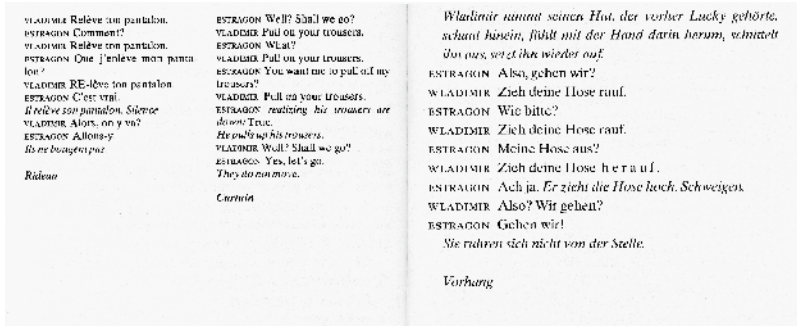 VLADIMIR Relève ton pantalon.
ESTRAGON Comment?
VLADIMIR Relève ton pantalon.
ESTRAGON Que j'enlève mon panta-
lon?
VLADIMIR RE-lève ton pantalon
ESTRAGON C'est vrai.
Il relève son pantalon. Silence
VLADIMIR Alors, on y va?
ESTRAGON Allons-y
Ils ne bougent pas
Rideau
ESTRAGON Well? Shall we go?
VLADIMIR Pull on your trousers.
ESTRAGON What?
VLADIMIR Pull on your trousers.
ESTRAGON You want me to pull off my
trousers?
VLADIMIR Pull on your trousers.
ESTRAGON realizing his trousers are
down: True.
He pulls up his trousers.
VLADIMIR Well? Shall we go?
ESTRAGON Yes, let's go.
They do not move.
Curtain
Wladimir nimmt seinen Hut, der vorher Lucky gehörte,
schaut hinein, fühlt mit der Hand darin herum, schüttelt
ihn aus, setzt ihn wieder auf.
ESTRAGON Also, gehen wir?
WLADIMIR Zieh deine Hose rauf.
ESTRAGON Wie bitte?
WLADIMIR Zieh deine Hose rauf.
ESTRAGON Meine Hose aus?
WLADIMIR Zieh deine Hose h e r a u f.
ESTRAGON Ach ja. Er zieht die Hose hoch. Schweigen.
WLADIMIR Also? Wir gehen?
ESTRAGON Gehen wir!
Sie rühren sich nicht von der Stelle.
Vorhang